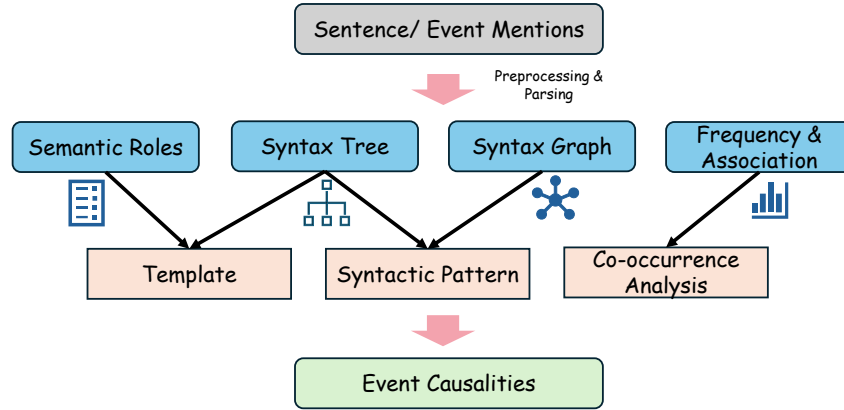 Sentence/ Event Mentions
Preprocessing &
Parsing
Semantic Roles
Syntax Tree
Syntax Graph
Frequency &
Association
Template
Syntactic Pattern
Co-occurrence
Analysis
Event Causalities